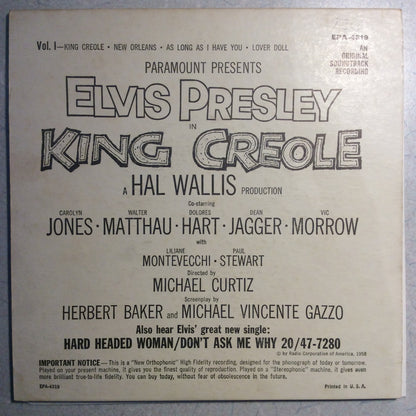 Vol. I—KING CREOLE • NEW ORLEANS • AS LONG AS I HAVE YOU • LOVER DOLL
EPA-4319
AN
ORIGINAL
SOUNDTRACK
RECORDING
PARAMOUNT PRESENTS
ELVIS PRESLEY
IN
KING CREOLE
A HAL WALLIS PRODUCTION
Co-starring
CAROLYN JONES • WALTER MATTHAU • DOLORES HART • DEAN JAGGER • VIC MORROW
with
LILIANE MONTEVECCHI • PAUL STEWART
Directed by
MICHAEL CURTIZ
Screenplay by
HERBERT BAKER and MICHAEL VINCENTE GAZZO
Also hear Elvis' great new single:
HARD HEADED WOMAN/DON'T ASK ME WHY 20/47-7280
© by Radio Corporation of America, 1958
IMPORTANT NOTICE—This is a "New Orthophonic" High Fidelity recording, designed for the phonograph of today or tomorrow.
Played on your present machine, it gives you the finest quality of reproduction. Played on a "Stereophonic" machine, it gives even
more brilliant true-to-life fidelity. You can buy today, without fear of obsolescence in the future.
EPA-4319
Printed in U. S. A.